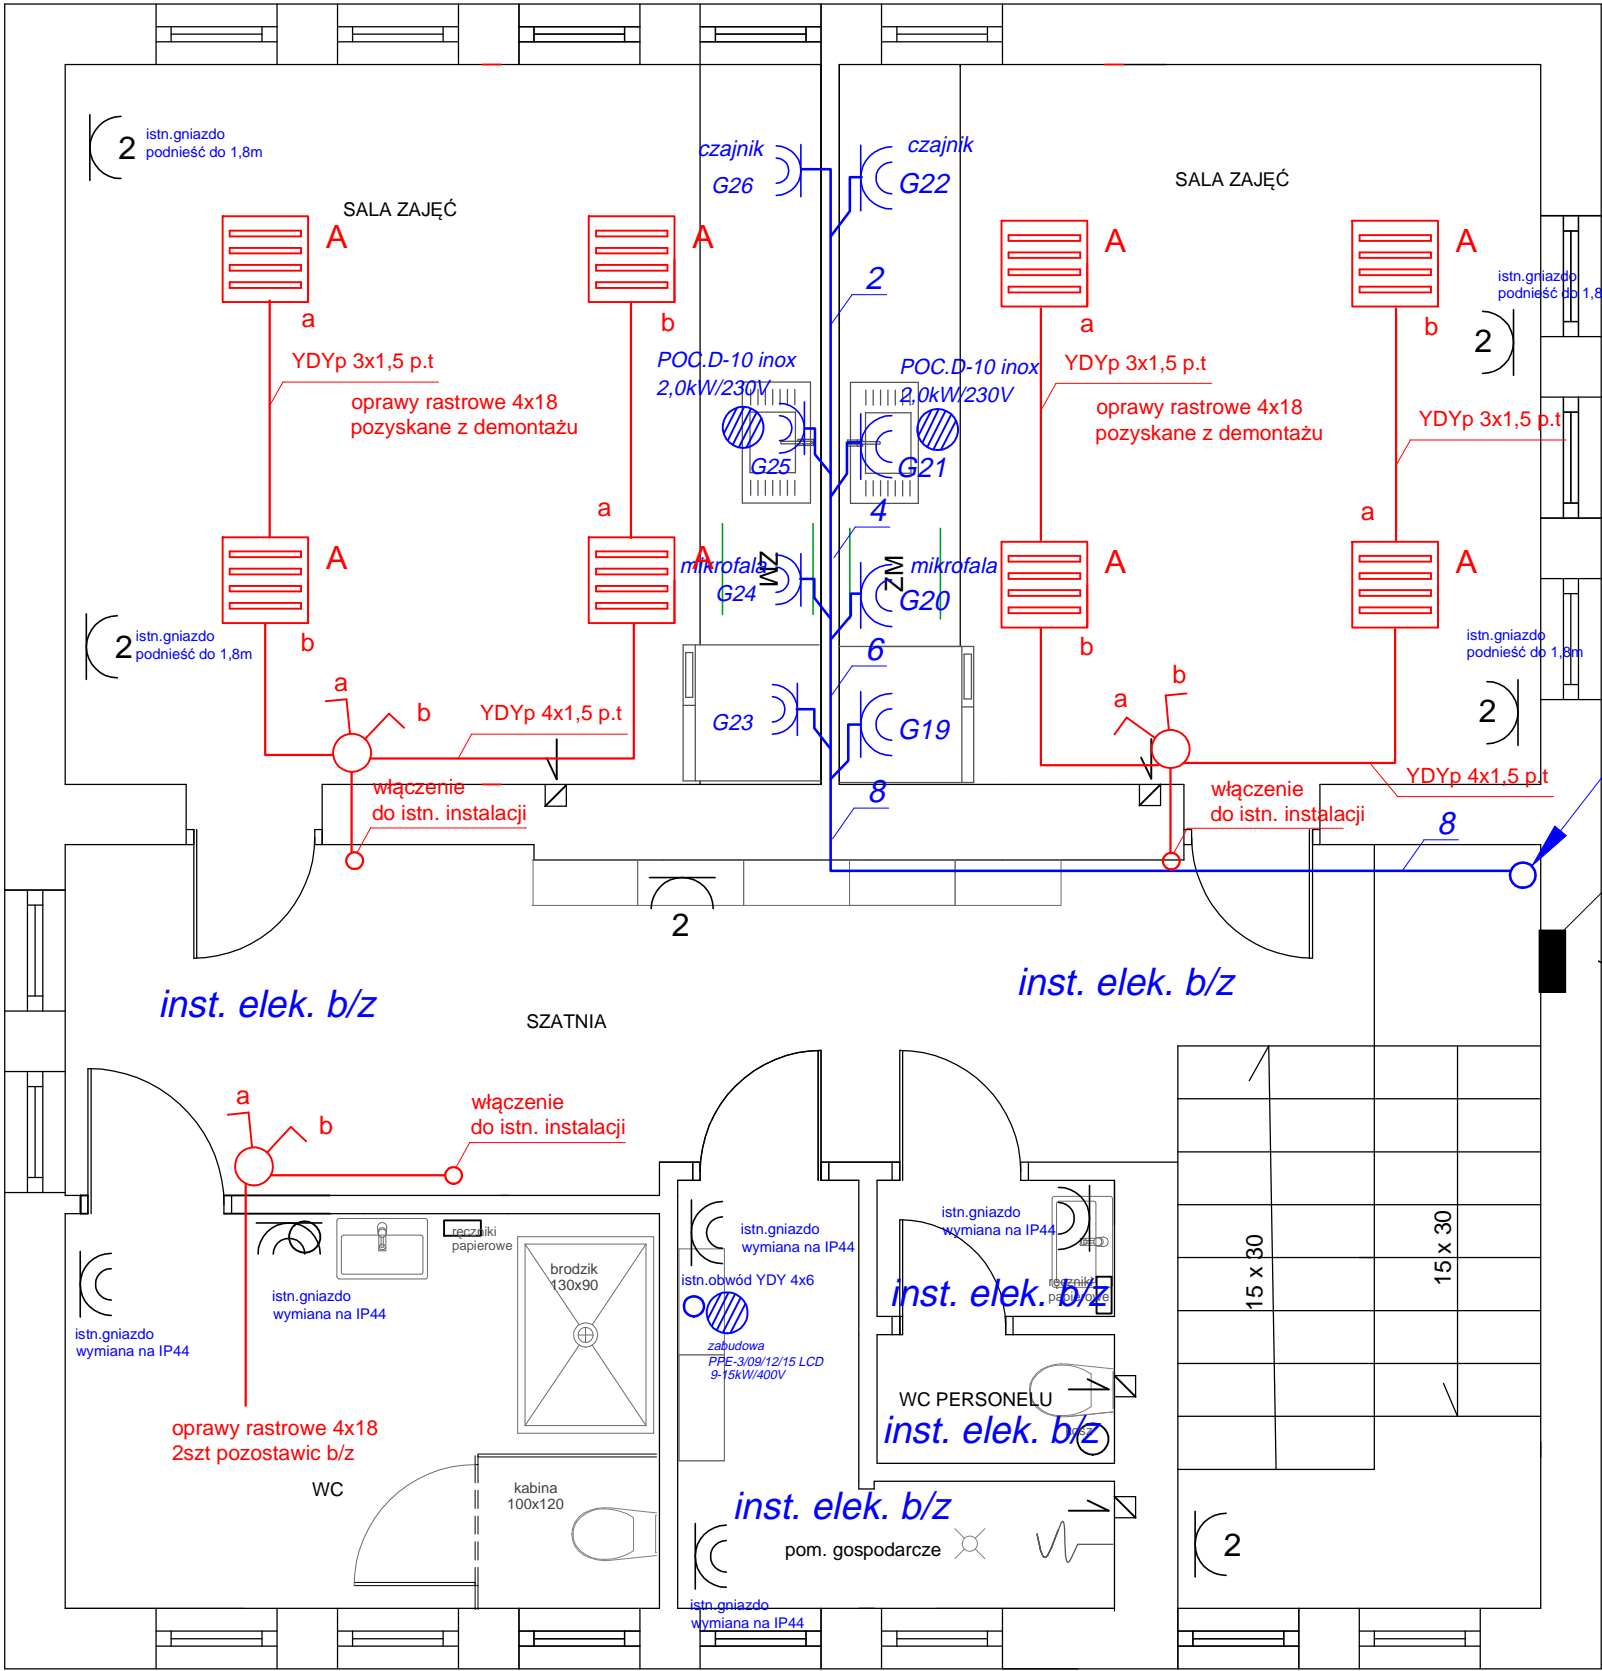 2
istn.gniazdo
podnieść do 1,8m
SALA ZAJĘĆ
A
A
a
b
YDYp 3x1,5 p.t
oprawy rastrowe 4x18
pozyskane z demontażu
a
A
A
b
2
istn.gniazdo
podnieść do 1,8m
a
b
YDYp 4x1,5 p.t
włączenie
do istn. instalacji
czajnik
G26
czajnik
G22
2
POC.D-10 inox
2,0kW/230V
G25
POC.D-10 inox
2,0kW/230V
G21
4
mikrofala
ZM
G24
ZM
mikrofala
G20
6
G23
G19
8
SALA ZAJĘĆ
A
A
a
b
istn.gniazdo
podnieść do 1,8
2
YDYp 3x1,5 p.t
oprawy rastrowe 4x18
pozyskane z demontażu
YDYp 3x1,5 p.t
a
A
A
b
istn.gniazdo
podnieść do 1,8m
2
a
b
YDYp 4x1,5 p.t
włączenie
do istn. instalacji
8
2
inst. elek. b/z
inst. elek. b/z
SZATNIA
a
b
włączenie
do istn. instalacji
ręczniki
papierowe
brodzik
130x90
istn.gniazdo
wymiana na IP44
istn.gniazdo
wymiana na IP44
oprawy rastrowe 4x18
2szt pozostawic b/z
WC
kabina
100x120
istn.gniazdo
wymiana na IP44
istn.obwód YDY 4x6
zabudowa
PPE-3/09/12/15 LCD
9-15kW/400V
istn.gniazdo
wymiana na IP44
ręczniki
papierowe
inst. elek. b/z
WC PERSONELU
inst. elek. b/z
inst. elek. b/z
pom. gospodarcze
istn.gniazdo
wymiana na IP44
15 x 30
15 x 30
2